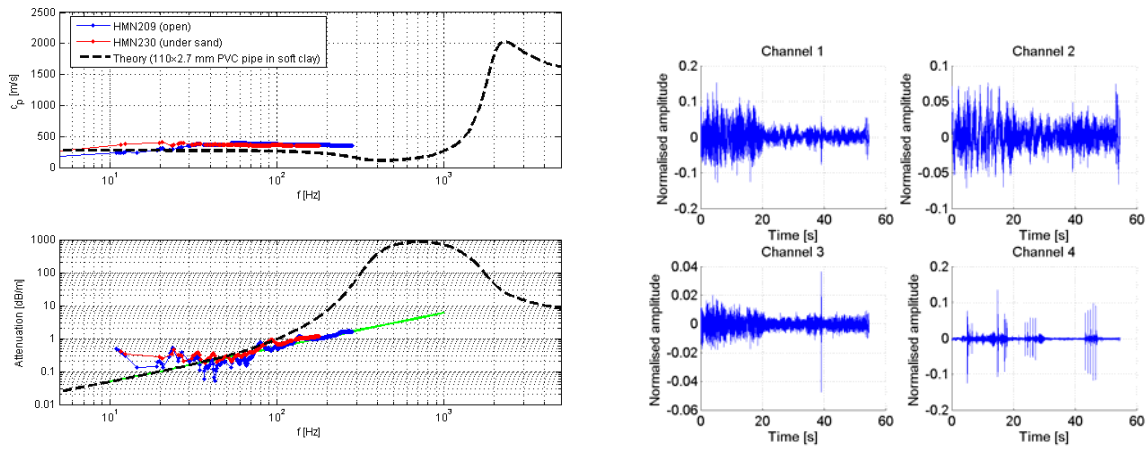 HMN209 (open)
HMN230 (under sand)
Theory (110×2.7 mm PVC pipe in soft clay)
2500
2000
1500
1000
500
0
c_p [m/s]
10^1
10^2
10^3
f [Hz]
1000
100
10
1
0.1
0.01
Attenuation [dB/m]
10^1
10^2
10^3
f [Hz]
Channel 1
0.2
0.1
0
-0.1
-0.2
Normalised amplitude
0 20 40 60
Time [s]
Channel 2
0.1
0.05
0
-0.05
-0.1
Normalised amplitude
0 20 40 60
Time [s]
Channel 3
0.04
0.02
0
-0.02
-0.04
-0.06
Normalised amplitude
0 20 40 60
Time [s]
Channel 4
0.2
0.1
0
-0.1
-0.2
Normalised amplitude
0 20 40 60
Time [s]